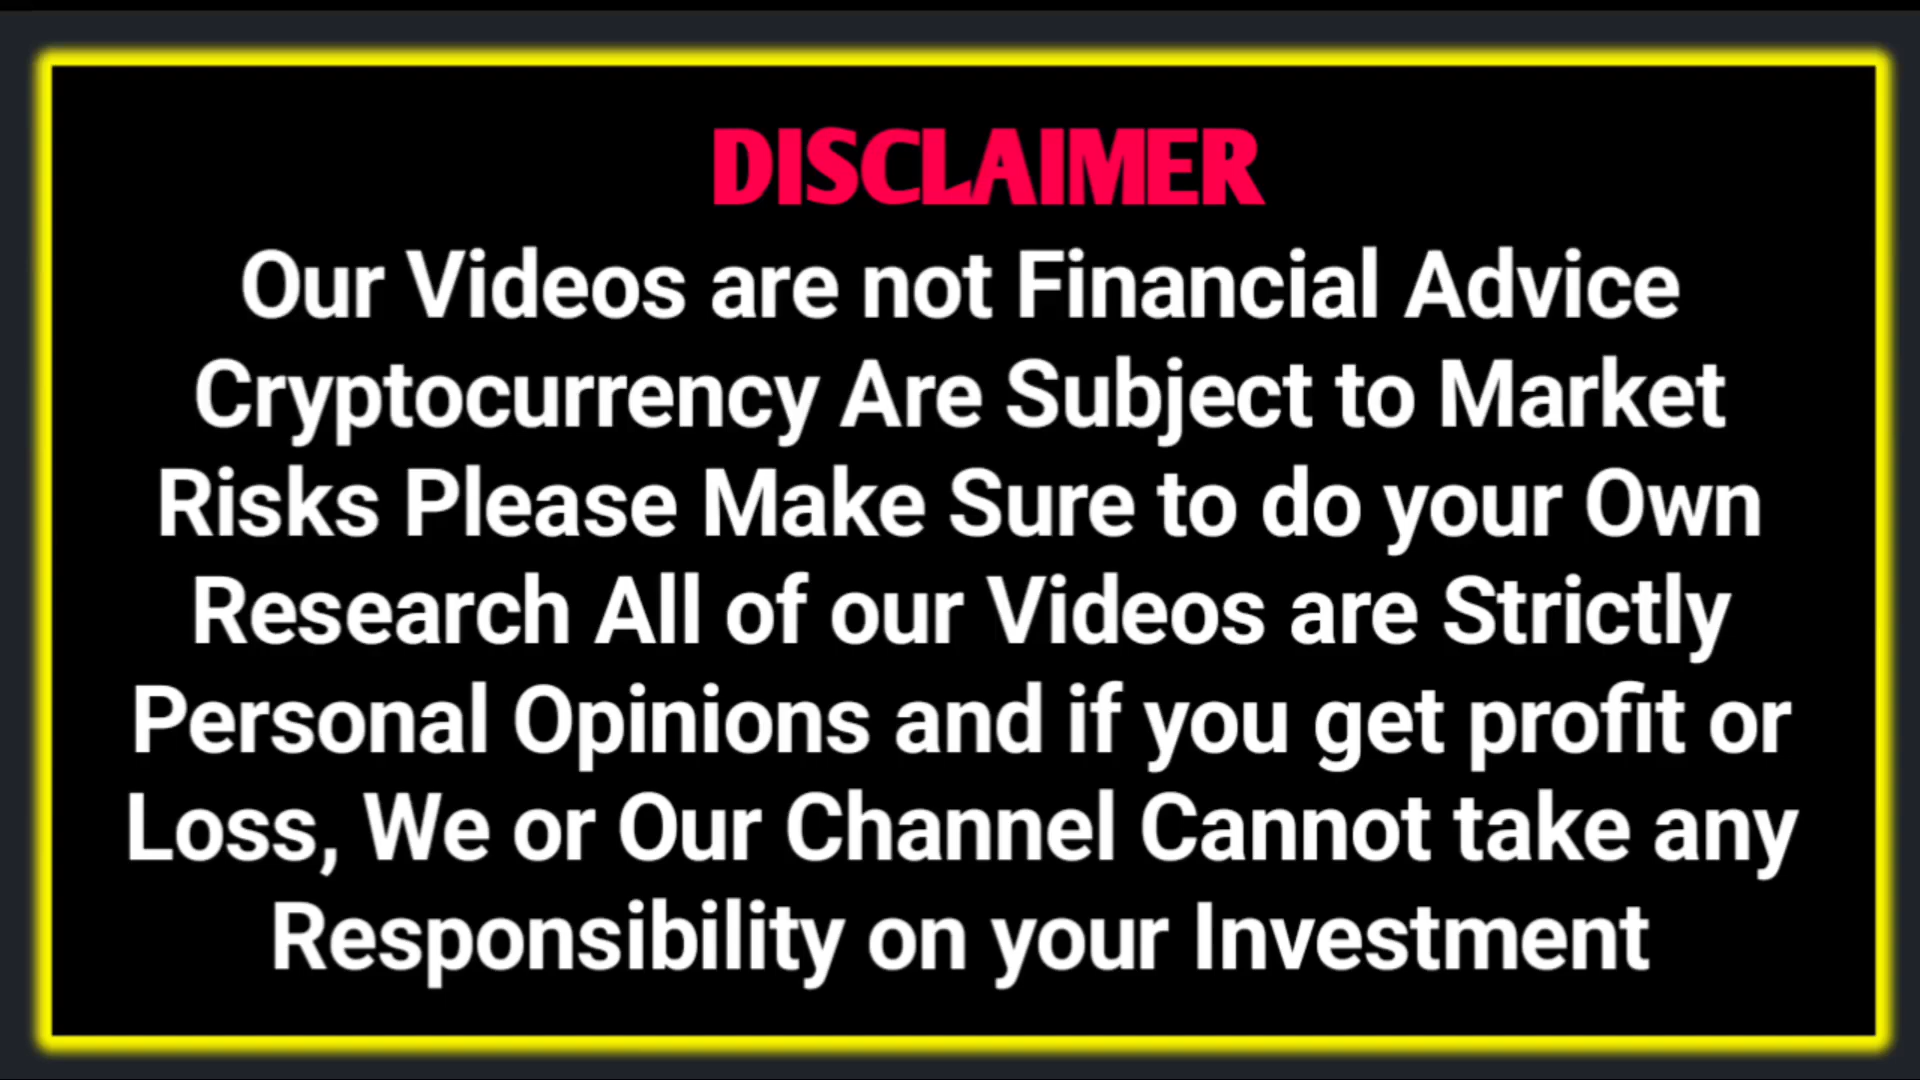 DISCLAIMER
Our Videos are not Financial Advice
Cryptocurrency Are Subject to Market
Risks Please Make Sure to do your Own
Research All of our Videos are Strictly
Personal Opinions and if you get profit or
Loss, We or Our Channel Cannot take any
Responsibility on your Investment